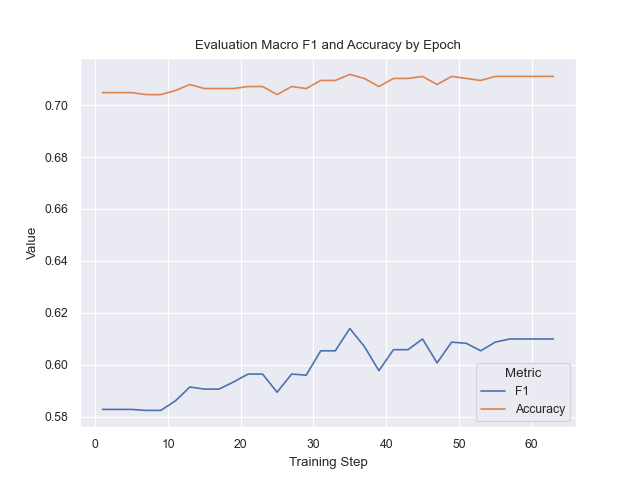 Evaluation Macro F1 and Accuracy by Epoch
0.70
0.68
0.66
0.64
0.62
0.60
0.58
Value
0 10 20 30 40 50 60
Training Step
Metric
F1
Accuracy